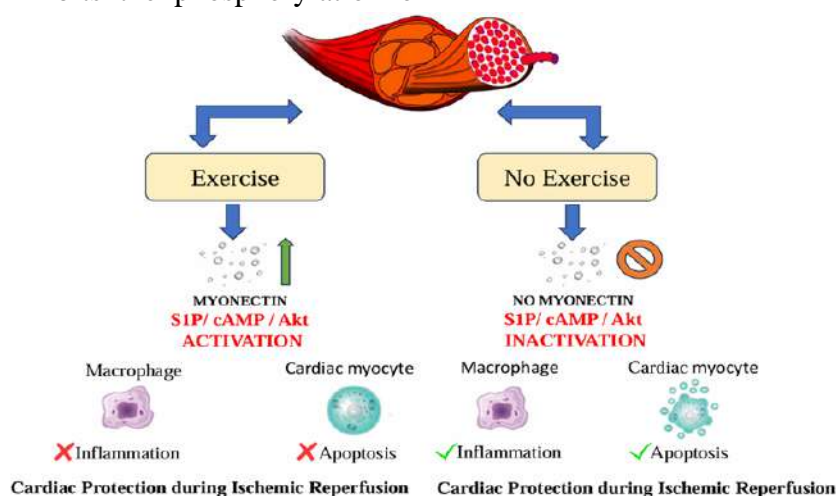 Exercise
No Exercise
MYONECTIN
S1P/ cAMP / Akt
ACTIVATION
NO MYONECTIN
S1P/ cAMP / Akt
INACTIVATION
Macrophage
Cardiac myocyte
Inflammation
Apoptosis
Macrophage
Cardiac myocyte
Inflammation
Apoptosis
Cardiac Protection during Ischemic Reperfusion
Cardiac Protection during Ischemic Reperfusion